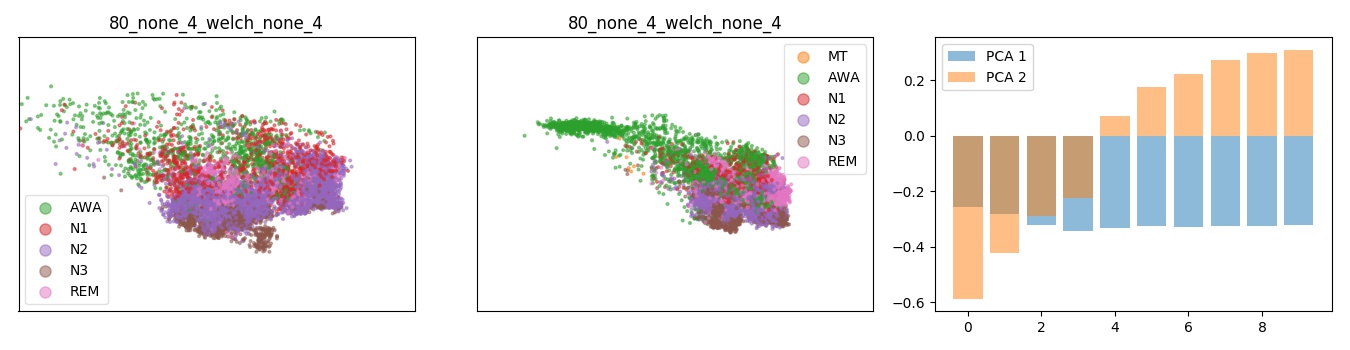 80_none_4_welch_none_4
AWA
N1
N2
N3
REM
80_none_4_welch_none_4
MT
AWA
N1
N2
N3
REM
PCA 1
PCA 2
0.2
0.0
−0.2
−0.4
−0.6
0
2
4
6
8